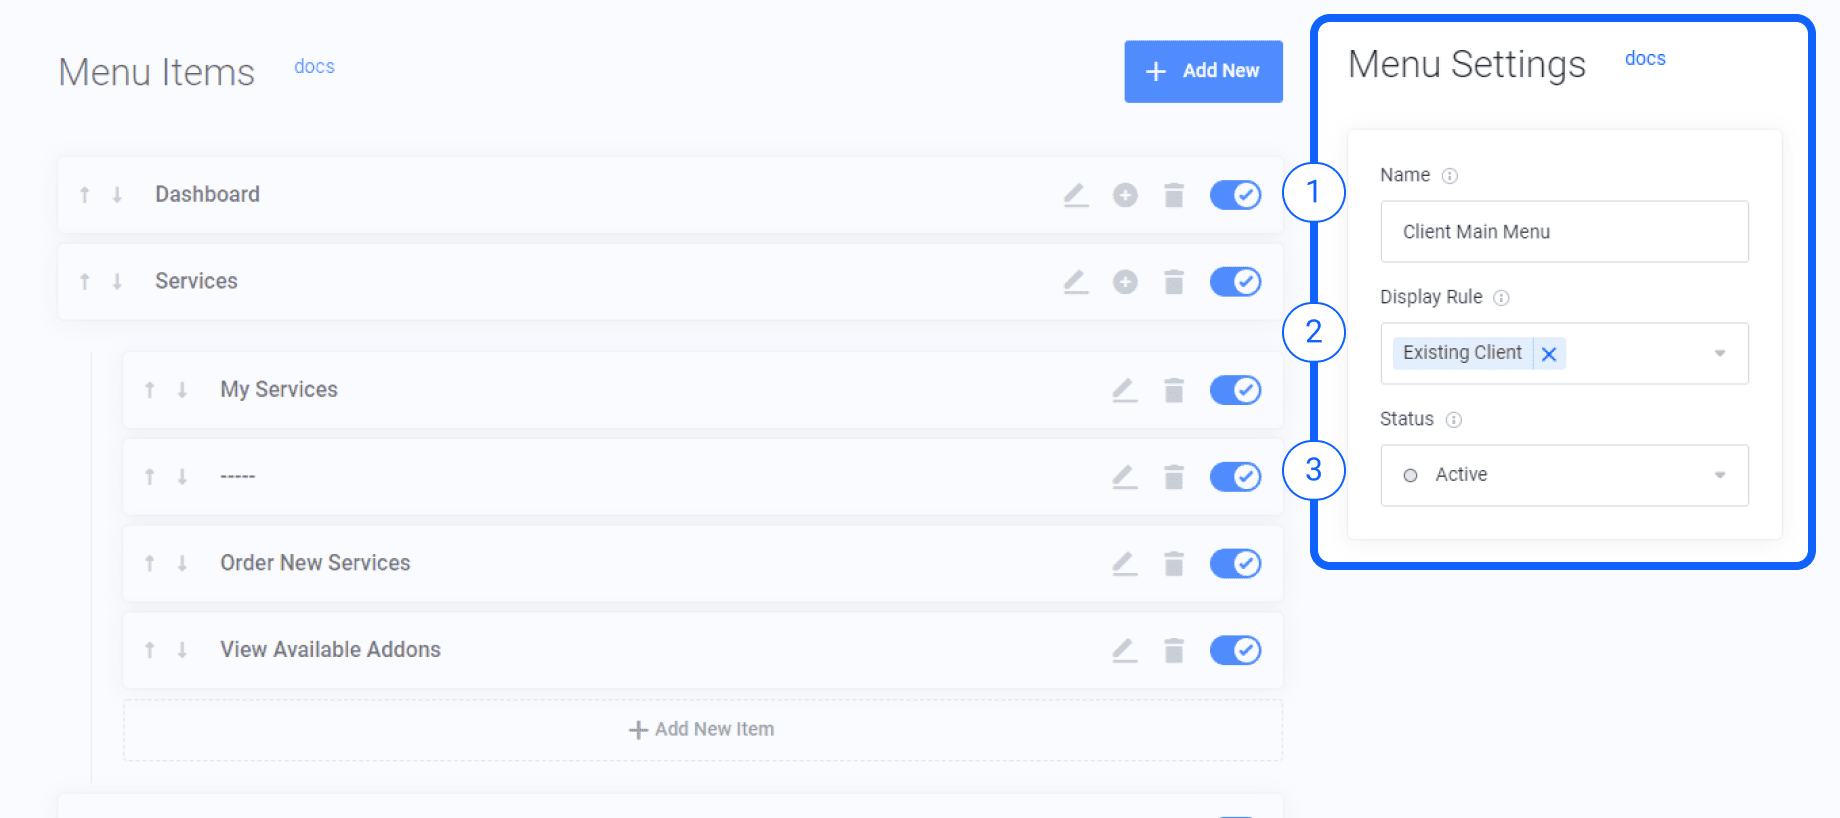 Menu Items docs
+ Add New
Dashboard
Services
My Services
-----
Order New Services
View Available Addons
+ Add New Item
Menu Settings docs
1
Name
Client Main Menu
2
Display Rule
Existing Client
Status
3
Active